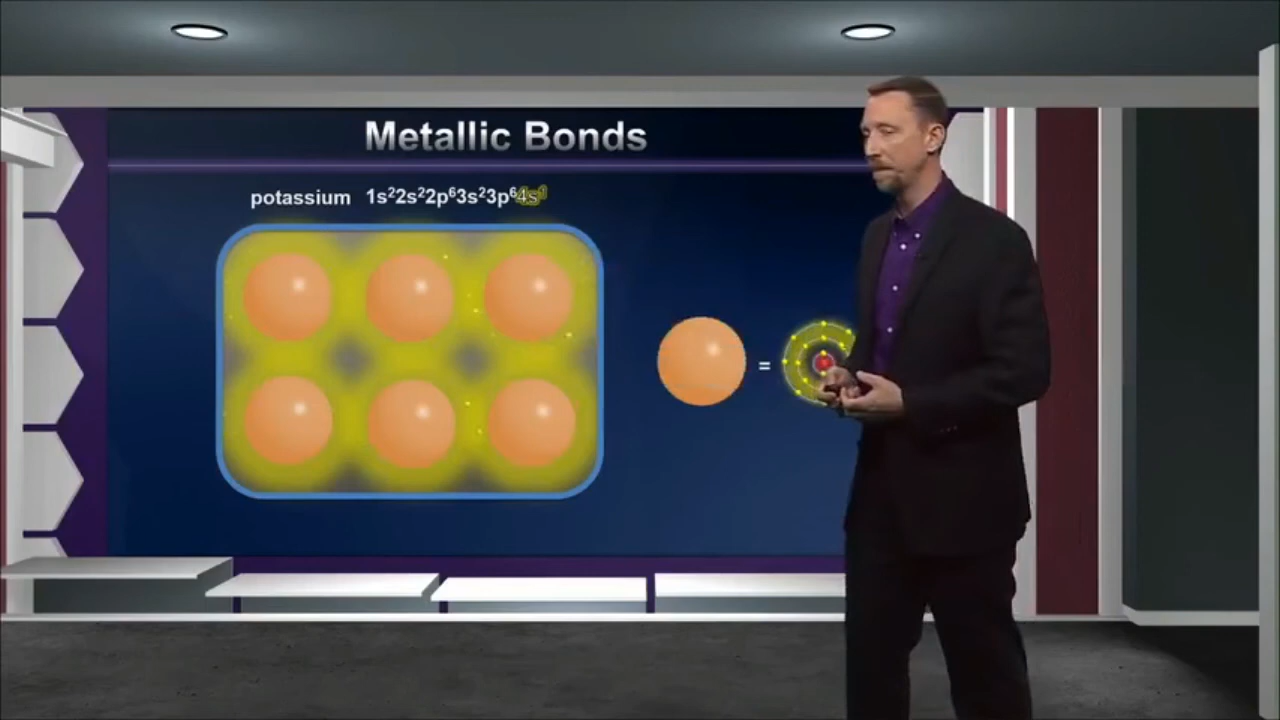 Metallic Bonds
potassium 1s²2s²2p⁶3s²3p⁶4s¹
=